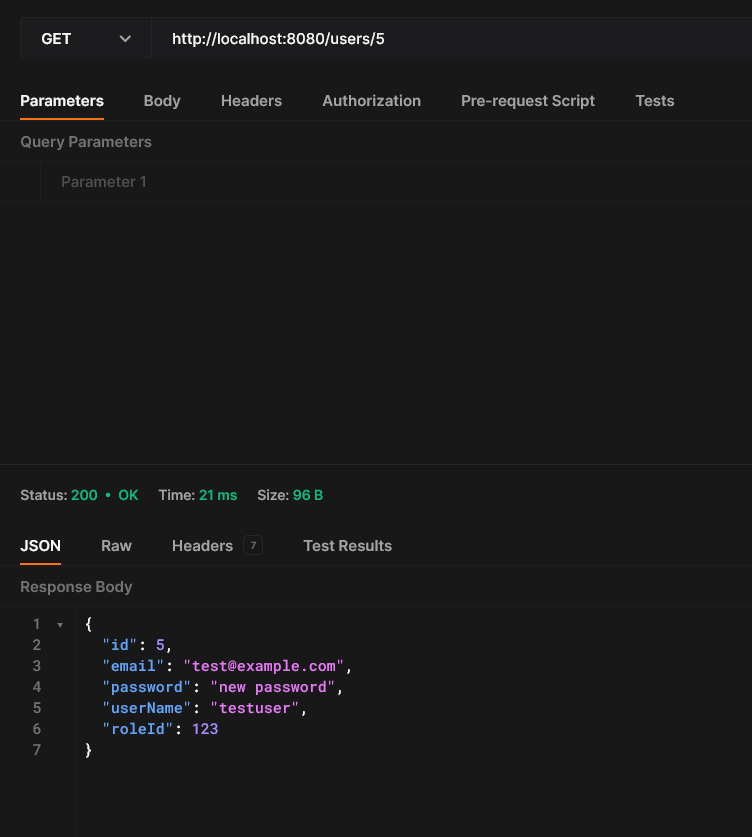 GET http://localhost:8080/users/5
Parameters Body Headers Authorization Pre-request Script Tests
Query Parameters
Parameter 1
Status: 200 • OK Time: 21 ms Size: 96 B
JSON Raw Headers 7 Test Results
Response Body
1 {
2 "id": 5,
3 "email": "test@example.com",
4 "password": "new password",
5 "userName": "testuser",
6 "roleId": 123
7 }